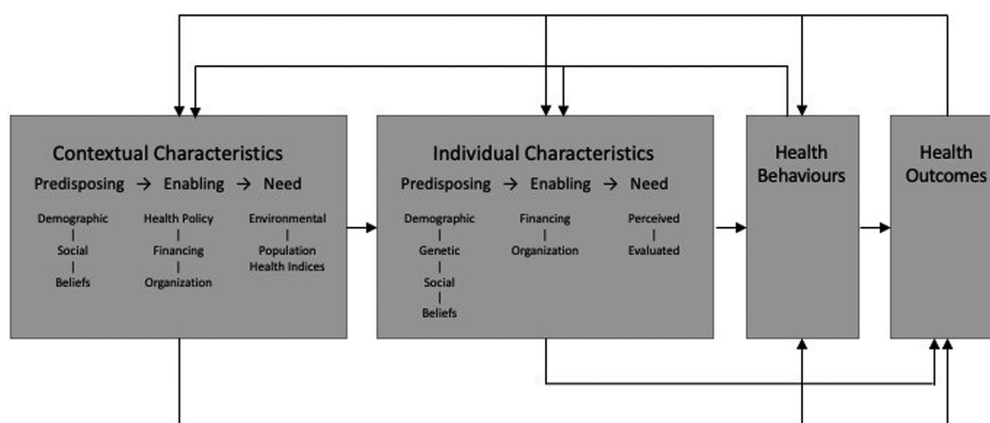 Contextual Characteristics
Predisposing → Enabling → Need
Demographic
Social
Beliefs
Health Policy
Financing
Organization
Environmental
Population
Health Indices
Individual Characteristics
Predisposing → Enabling → Need
Demographic
Genetic
Social
Beliefs
Financing
Organization
Perceived
Evaluated
Health
Behaviours
Health
Outcomes